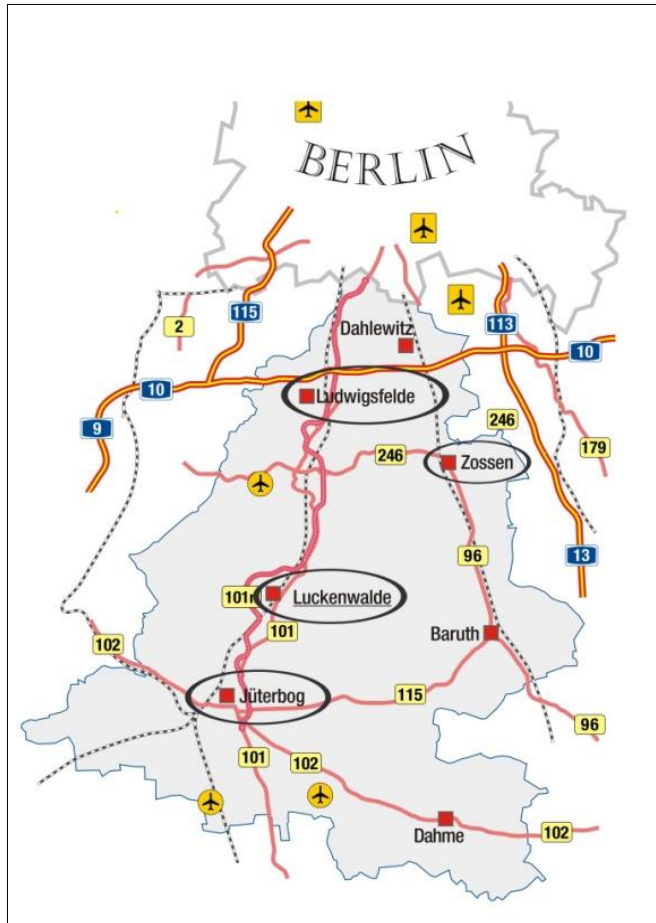 BERLIN
2
115
113
Dahlewitz
10
10
9
Ludwigsfelde
246
246
Zossen
179
96
13
101n
Luckenwalde
101
102
Baruth
Jüterbog
115
96
101
102
Dahme
102